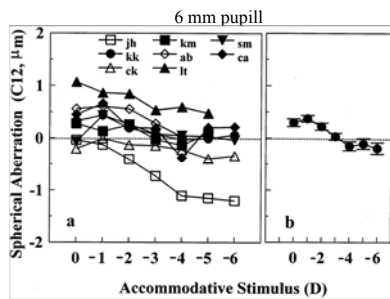 6 mm pupill
jh km sm
kk ab ca
ck lt
Spherical Aberration (C12, µm)
2
1
0
-1
-2
a
b
0 -1 -2 -3 -4 -5 -6
0 -2 -4 -6
Accommodative Stimulus (D)